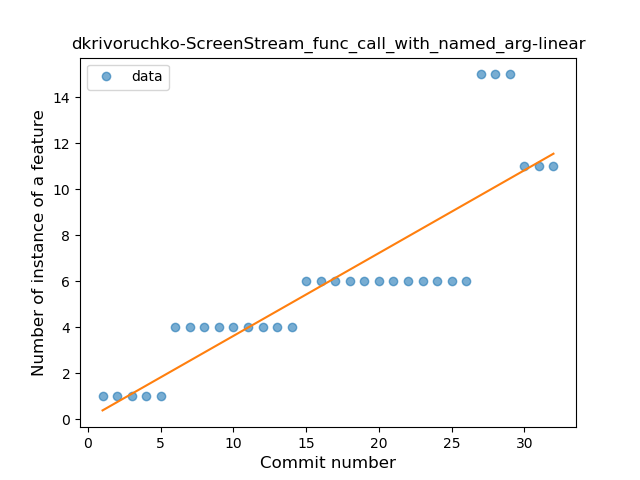 dkrivoruchko-ScreenStream_func_call_with_named_arg-linear
data
Number of instance of a feature
14
12
10
8
6
4
2
0
0 5 10 15 20 25 30
Commit number